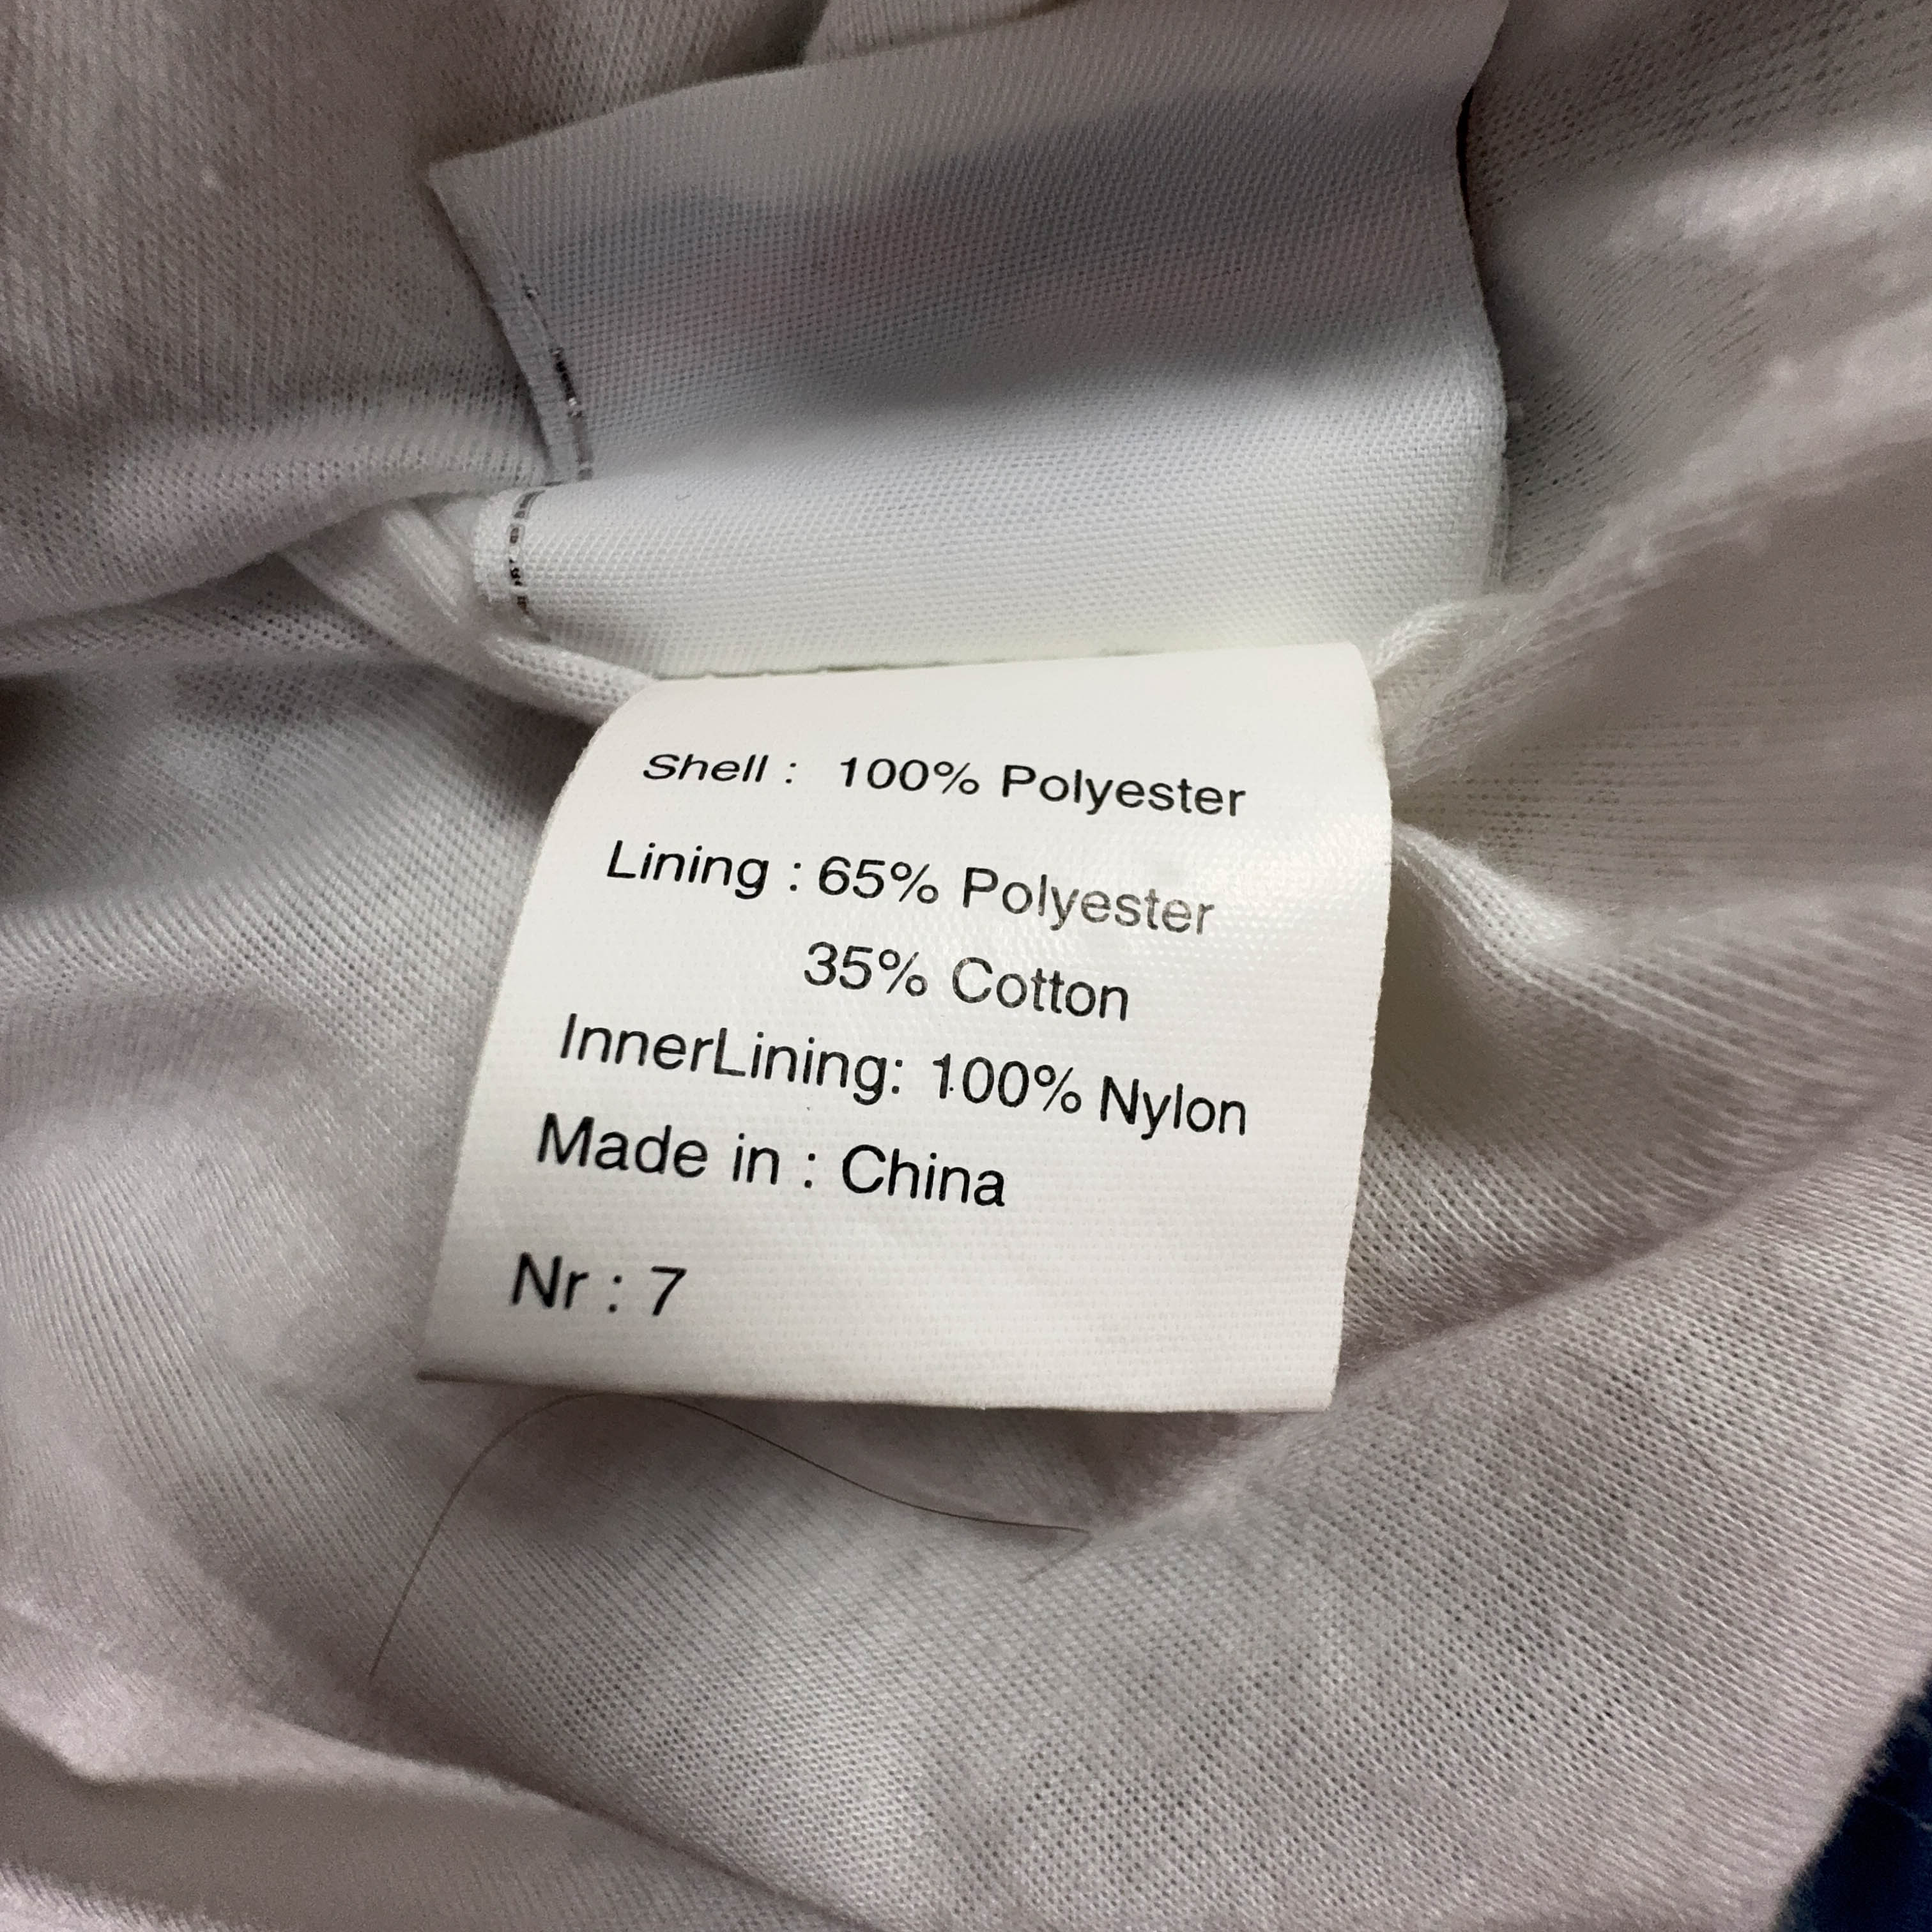 Shell : 100% Polyester
Lining : 65% Polyester
35% Cotton
InnerLining: 100% Nylon
Made in : China
Nr : 7